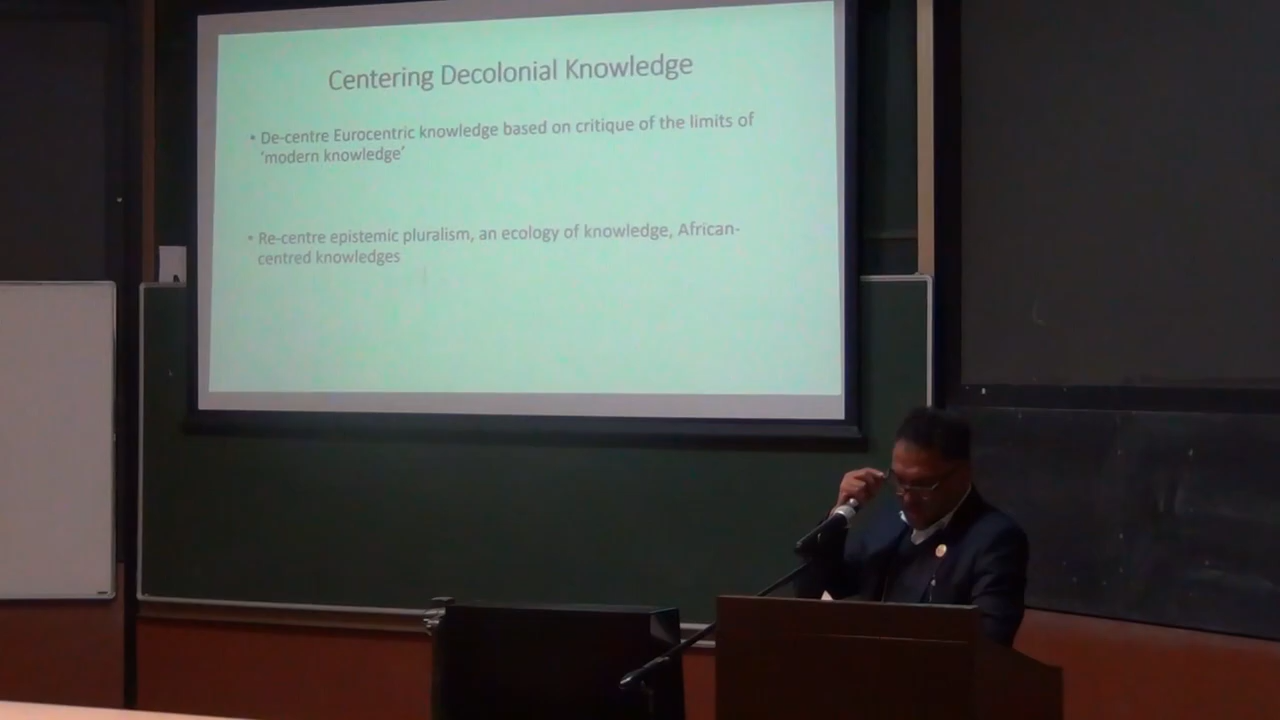 Centering Decolonial Knowledge
• De-centre Eurocentric knowledge based on critique of the limits of
‘modern knowledge’
• Re-centre epistemic pluralism, an ecology of knowledge, African-
centred knowledges